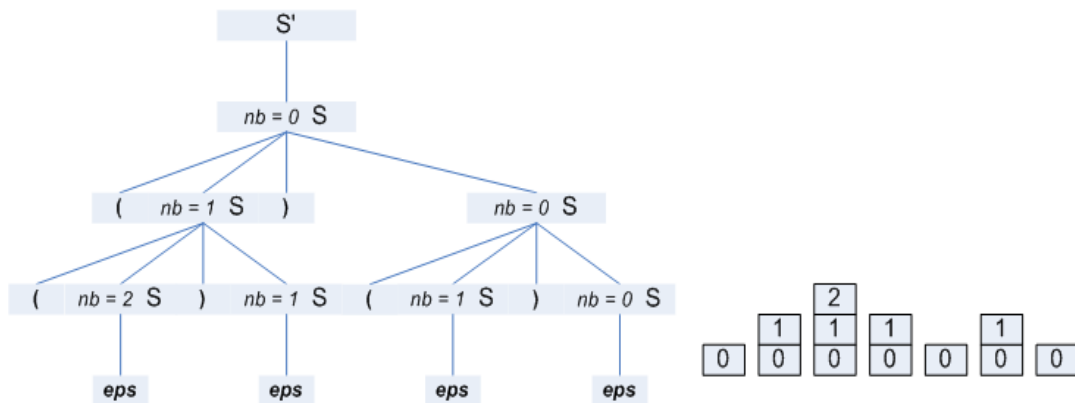 S'
nb = 0 S
( nb = 1 S ) nb = 0 S
( nb = 2 S ) nb = 1 S ( nb = 1 S ) nb = 0 S
2
1 1 1 1
0 0 0 0 0 0 0
eps eps eps eps